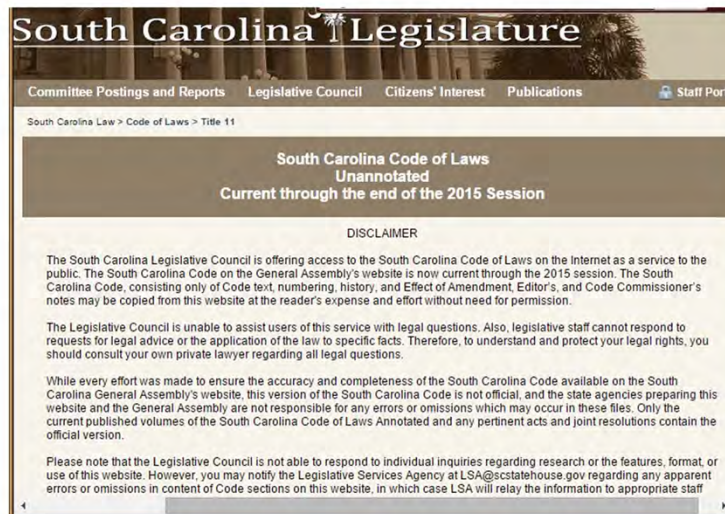 South Carolina Legislature
Committee Postings and Reports Legislative Council Citizens' Interest Publications Staff Por
South Carolina Law > Code of Laws > Title 11
South Carolina Code of Laws
Unannotated
Current through the end of the 2015 Session
DISCLAIMER
The South Carolina Legislative Council is offering access to the South Carolina Code of Laws on the Internet as a service to the
public. The South Carolina Code on the General Assembly's website is now current through the 2015 session. The South
Carolina Code, consisting only of Code text, numbering, history, and Effect of Amendment, Editor's, and Code Commissioner's
notes may be copied from this website at the reader's expense and effort without need for permission.
The Legislative Council is unable to assist users of this service with legal questions. Also, legislative staff cannot respond to
requests for legal advice or the application of the law to specific facts. Therefore, to understand and protect your legal rights, you
should consult your own private lawyer regarding all legal questions.
While every effort was made to ensure the accuracy and completeness of the South Carolina Code available on the South
Carolina General Assembly's website, this version of the South Carolina Code is not official, and the state agencies preparing this
website and the General Assembly are not responsible for any errors or omissions which may occur in these files. Only the
current published volumes of the South Carolina Code of Laws Annotated and any pertinent acts and joint resolutions contain the
official version.
Please note that the Legislative Council is not able to respond to individual inquiries regarding research or the features, format, or
use of this website. However, you may notify the Legislative Services Agency at LSA@scstatehouse.gov regarding any apparent
errors or omissions in content of Code sections on this website, in which case LSA will relay the information to appropriate staff